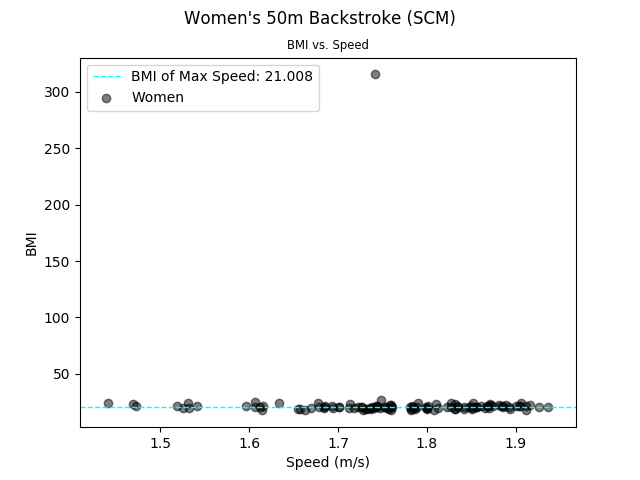 Women's 50m Backstroke (SCM)
BMI vs. Speed
BMI of Max Speed: 21.008
Women
300
250
200
150
100
50
BMI
1.5 1.6 1.7 1.8 1.9
Speed (m/s)